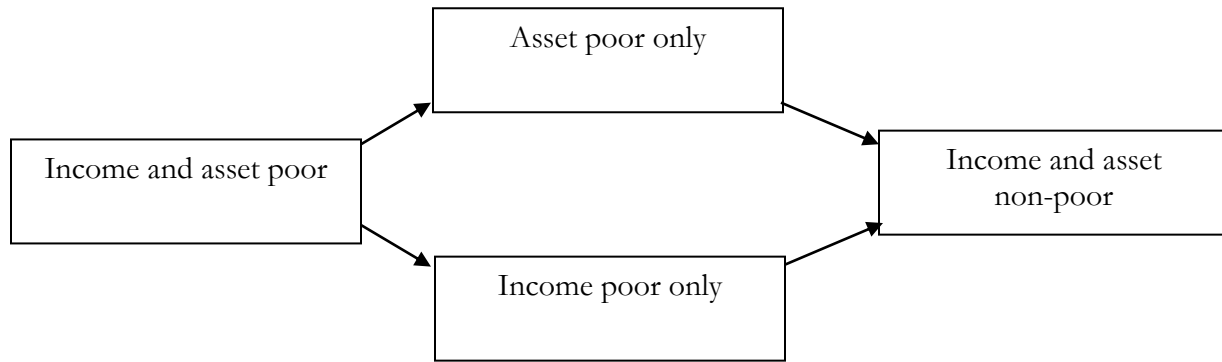 Asset poor only
Income and asset poor
Income and asset
non-poor
Income poor only